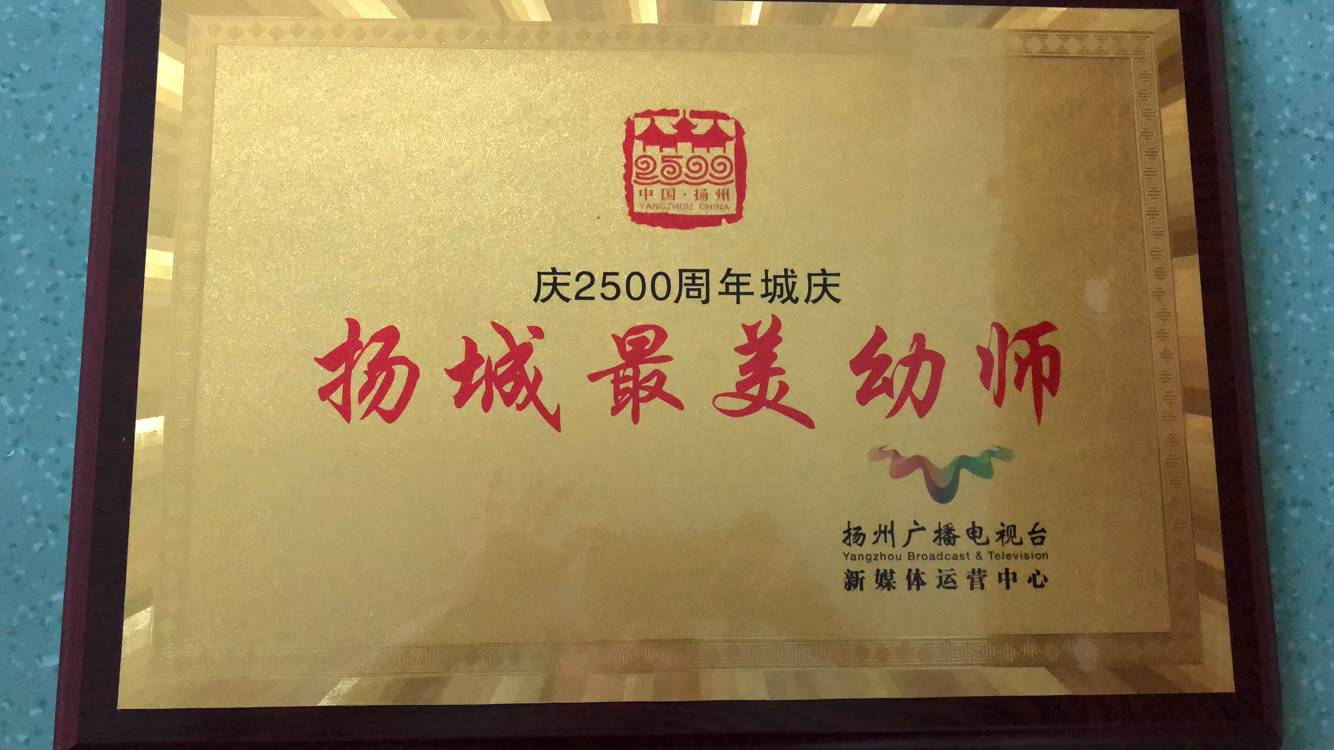 2500
中国·扬州
YANGZHOU CHINA
庆2500周年城庆
扬城最美幼师
扬州广播电视台
Yangzhou Broadcast & Television
新媒体运营中心